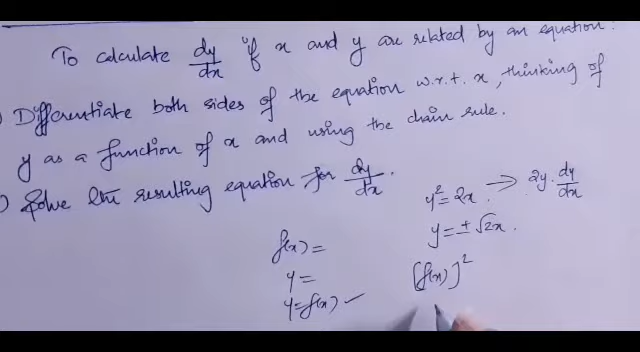 To calculate dy/dx if x and y are related by an equation.
) Differentiate both sides of the equation w.r.t. x, thinking of
y as a function of x and using the chain rule.
) Solve the resulting equation for dy/dx.
y² = 2x → 2y · dy/dx
y = ± √2x.
f(x) =
y =
y = f(x) ✓
[f(x)]²